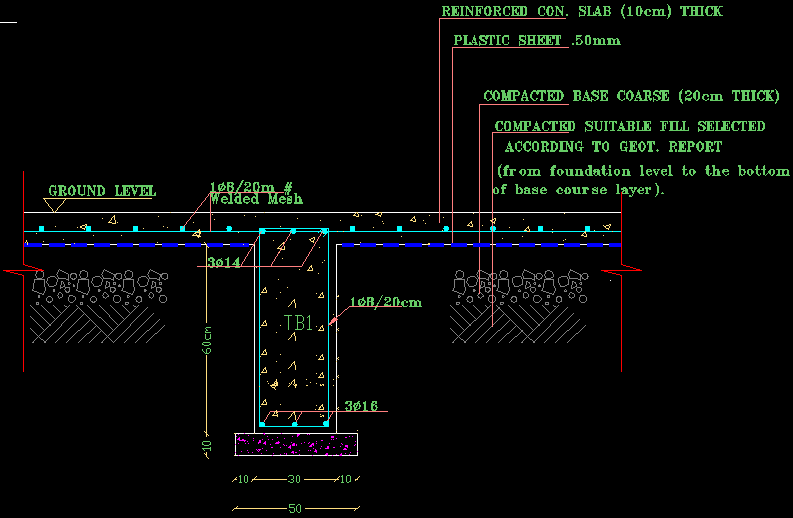 REINFORCED CON. SLAB (10cm) THICK
PLASTIC SHEET .50mm
COMPACTED BASE COARSE (20cm THICK)
COMPACTED SUITABLE FILL SELECTED
ACCORDING TO GEOT. REPORT
(from foundation level to the bottom
of base course layer).
GROUND LEVEL
1ø8/20m #
Welded Mesh
3ø14
1ø8/20cm
TB1
60cm
3ø16
10
10 30 10
50